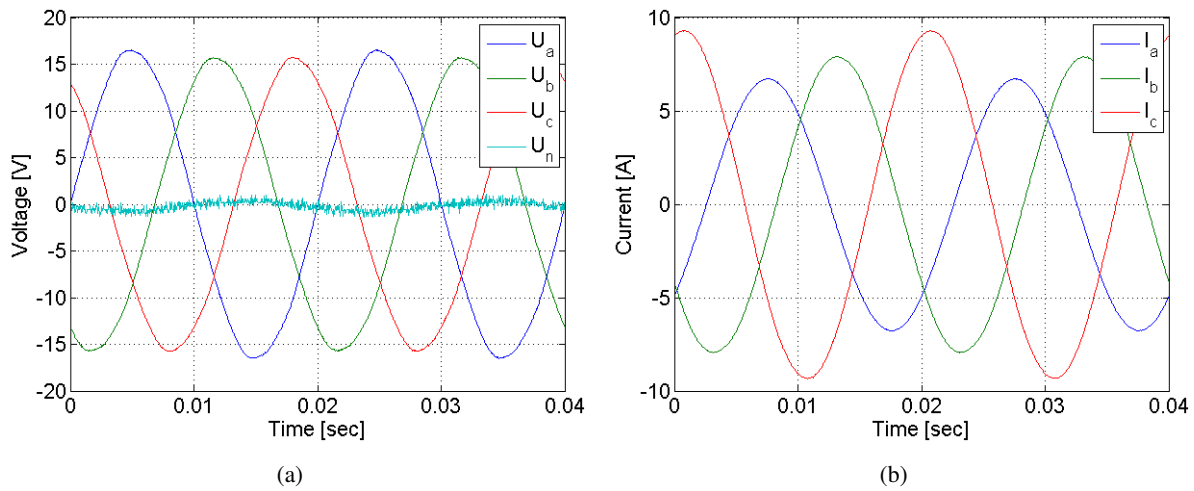 20
15
10
5
0
-5
-10
-15
-20
Voltage [V]
0
0.01
0.02
0.03
0.04
Time [sec]
U_a
U_b
U_c
U_n
(a)
10
5
0
-5
-10
Current [A]
0
0.01
0.02
0.03
0.04
Time [sec]
I_a
I_b
I_c
(b)